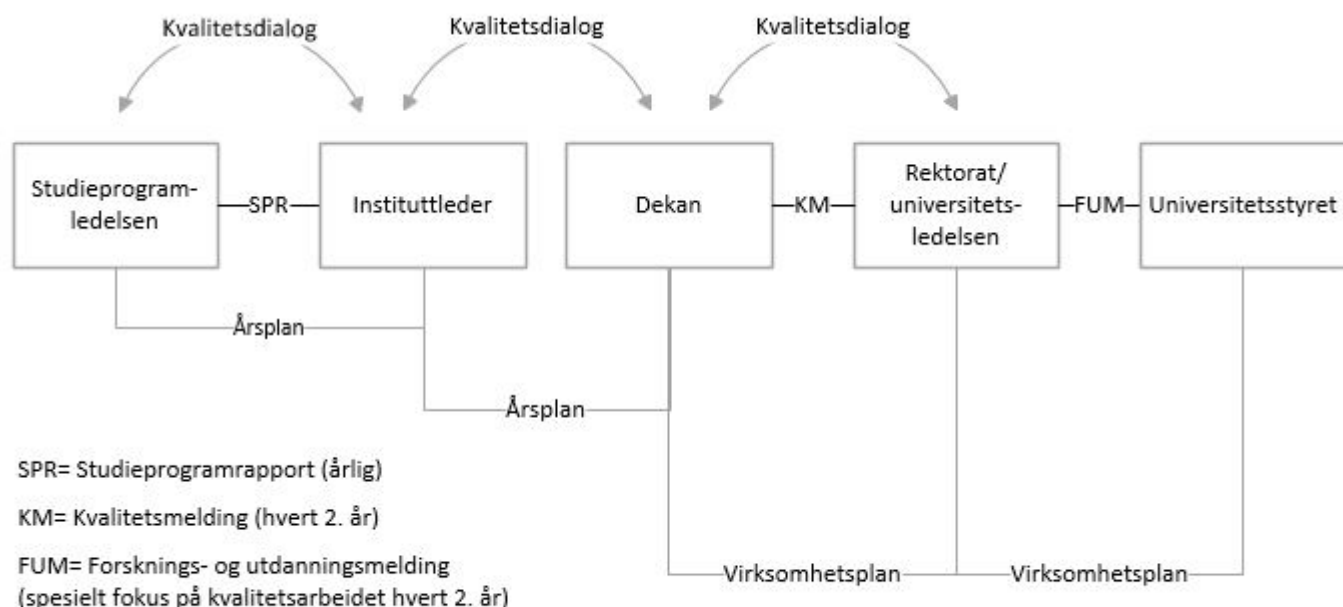 Kvalitetsdialog
Kvalitetsdialog
Kvalitetsdialog
Studieprogram-
ledelsen
SPR
Instituttleder
Dekan
KM
Rektorat/
universitets-
ledelsen
FUM
Universitetsstyret
Årsplan
Årsplan
SPR= Studieprogramrapport (årlig)
KM= Kvalitetsmelding (hvert 2. år)
FUM= Forsknings- og utdanningsmelding
(spesielt fokus på kvalitetsarbeidet hvert 2. år)
Virksomhetsplan
Virksomhetsplan